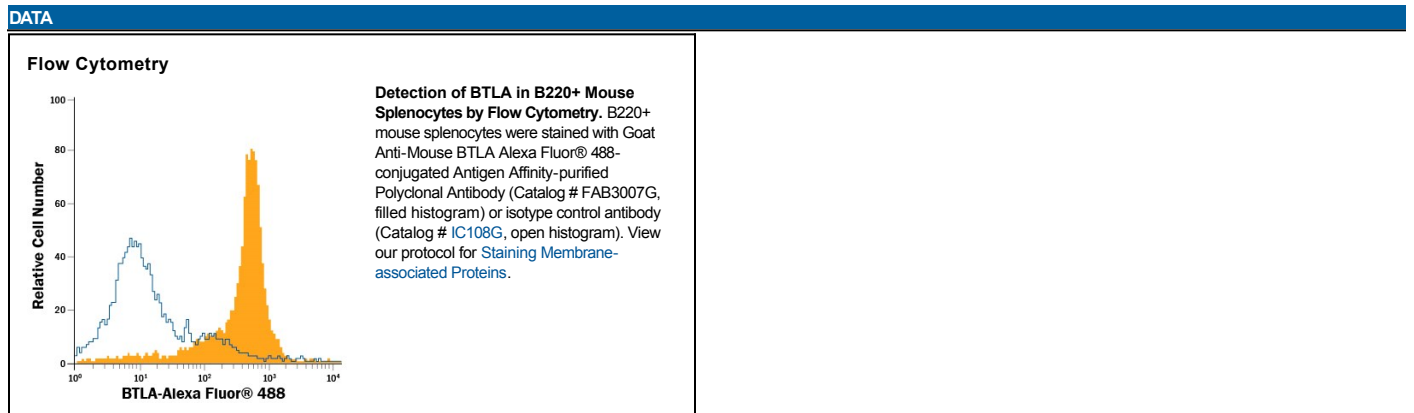 DATA
Flow Cytometry
Detection of BTLA in B220+ Mouse
Splenocytes by Flow Cytometry. B220+
mouse splenocytes were stained with Goat
Anti-Mouse BTLA Alexa Fluor® 488-
conjugated Antigen Affinity-purified
Polyclonal Antibody (Catalog # FAB3007G,
filled histogram) or isotype control antibody
(Catalog # IC108G, open histogram). View
our protocol for Staining Membrane-
associated Proteins.
Relative Cell Number
100
80
60
40
20
0
10⁰ 10¹ 10² 10³ 10⁴
BTLA-Alexa Fluor® 488